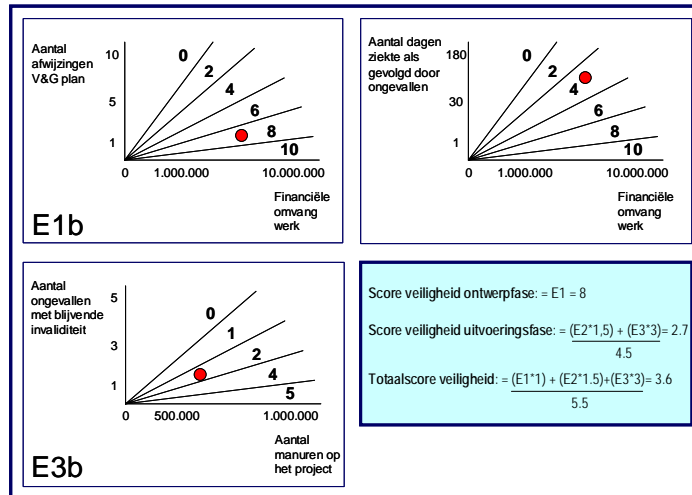 Aantal
afwijzingen
V&G plan
10
5
1
0
2
4
6
8
10
0
1.000.000
10.000.000
Financiële
omvang
werk
E1b
Aantal dagen
ziekte als
gevolgd door
ongevallen
180
30
1
0
2
4
6
8
10
0
1.000.000
10.000.000
Financiële
omvang
werk
Aantal
ongevallen
met blijvende
invaliditeit
5
3
1
0
1
2
4
5
0
500.000
1.000.000
Aantal
manuren op
het project
E3b
Score veiligheid ontwerpfase: = E1 = 8
Score veiligheid uitvoeringsfase: = (E2*1,5) + (E3*3)= 2.7
4.5
Totaalscore veiligheid: = (E1*1) + (E2*1.5)+(E3*3)= 3.6
5.5